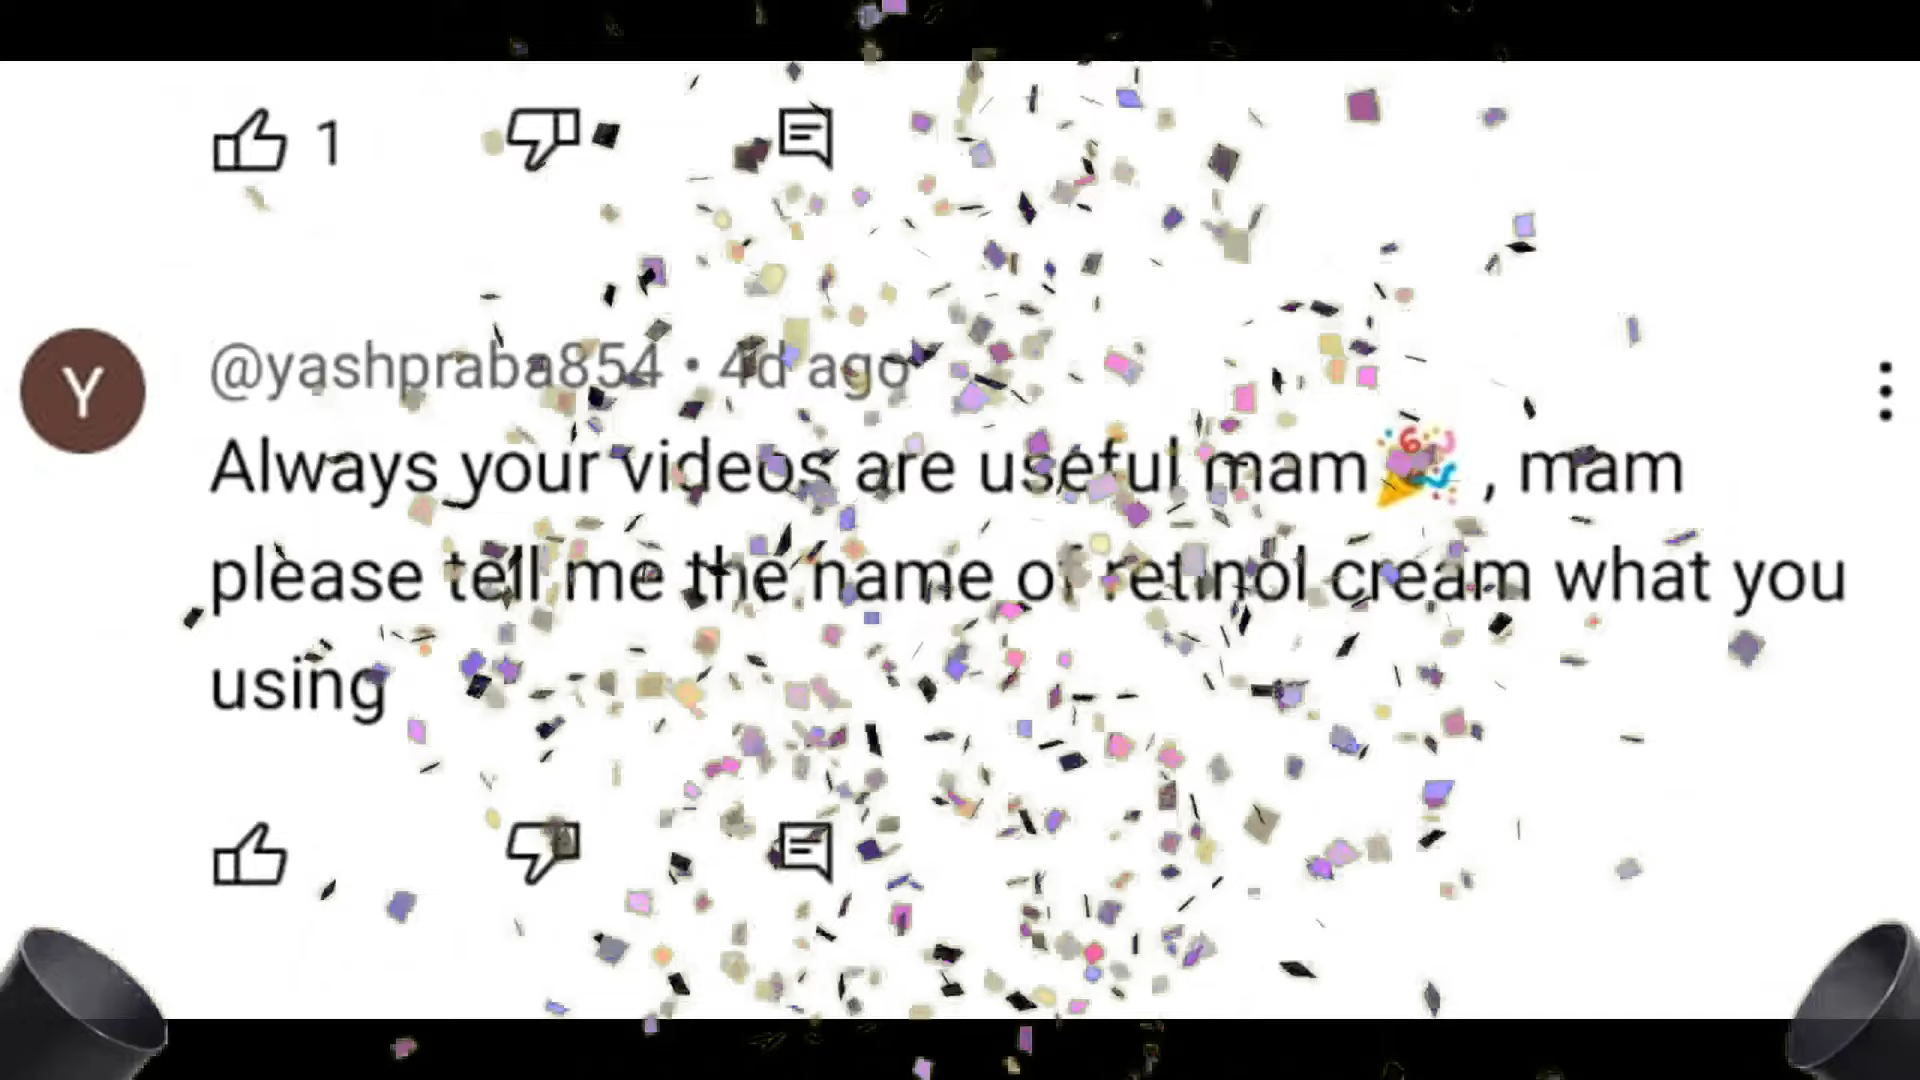 1
Y
@yashpraba854 • 4d ago
Always your videos are useful mam 🎉 , mam
please tell me the name of retinol cream what you
using